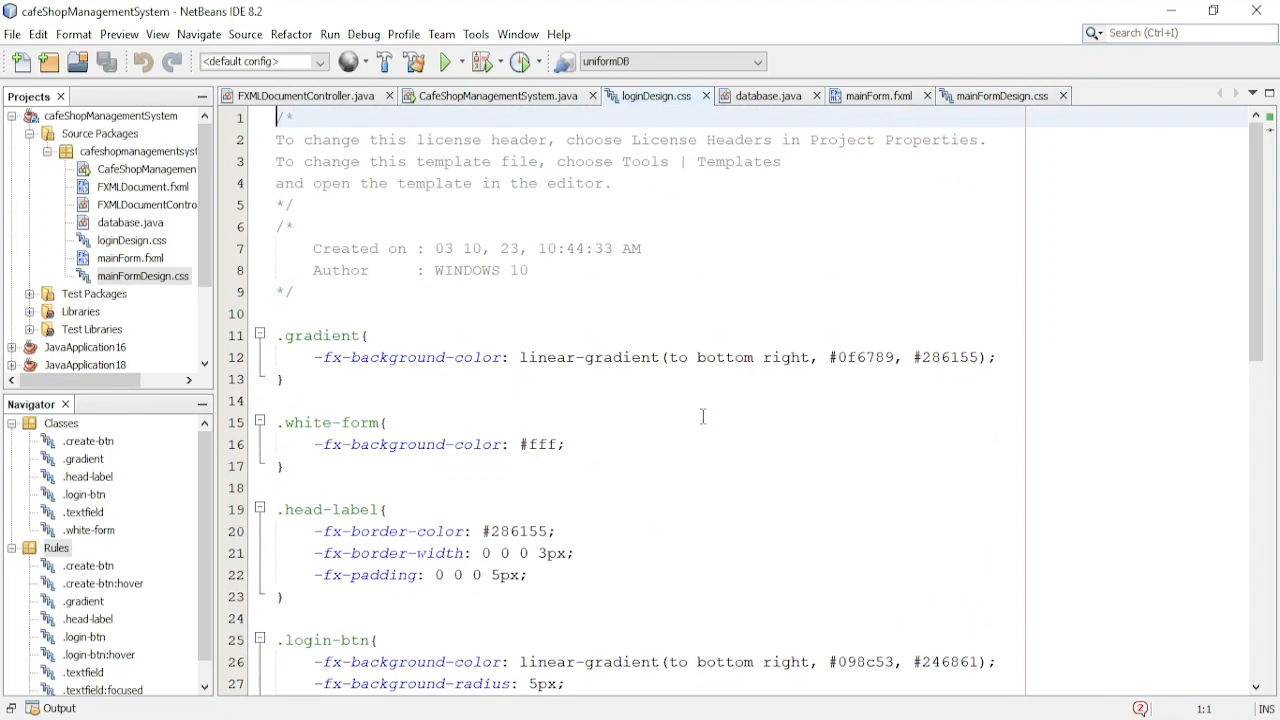 cafeShopManagementSystem - NetBeans IDE 8.2
File Edit Format Preview View Navigate Source Refactor Run Debug Profile Team Tools Window Help
Search (Ctrl+I)
<default config>
uniformDB
Projects
FXMLDocumentController.java
CafeShopManagementSystem.java
loginDesign.css
database.java
mainForm.fxml
mainFormDesign.css
cafeShopManagementSystem
Source Packages
cafeshopmanagementsyst
CafeShopManagemen
FXMLDocument.fxml
FXMLDocumentContro
database.java
loginDesign.css
mainForm.fxml
mainFormDesign.css
Test Packages
Libraries
Test Libraries
JavaApplication16
JavaApplication18
Navigator
Classes
.create-btn
.gradient
.head-label
.login-btn
.textfield
.white-form
Rules
.create-btn
.create-btn:hover
.gradient
.head-label
.login-btn
.login-btn:hover
.textfield
.textfield:focused
1 /*
2 To change this license header, choose License Headers in Project Properties.
3 To change this template file, choose Tools | Templates
4 and open the template in the editor.
5 */
6 /*
7 Created on : 03 10, 23, 10:44:33 AM
8 Author : WINDOWS 10
9 */
10
11 .gradient{
12 -fx-background-color: linear-gradient(to bottom right, #0f6789, #286155);
13 }
14
15 .white-form{
16 -fx-background-color: #fff;
17 }
18
19 .head-label{
20 -fx-border-color: #286155;
21 -fx-border-width: 0 0 0 3px;
22 -fx-padding: 0 0 0 5px;
23 }
24
25 .login-btn{
26 -fx-background-color: linear-gradient(to bottom right, #098c53, #246861);
27 -fx-background-radius: 5px;
Output
2
1:1
INS